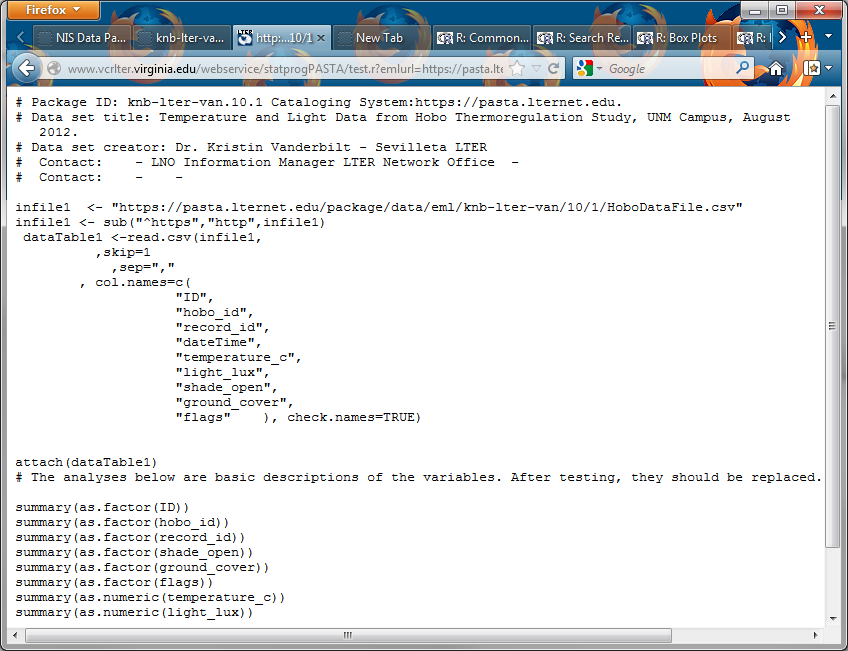 Firefox
NIS Data Pa...
knb-lter-va...
http:...10/1
New Tab
R: Common...
R: Search Re...
R: Box Plots
R: I
www.vcrlter.virginia.edu/webservice/statprogPASTA/test.r?emlurl=https://pasta.lte
Google
# Package ID: knb-lter-van.10.1 Cataloging System:https://pasta.lternet.edu.
# Data set title: Temperature and Light Data from Hobo Thermoregulation Study, UNM Campus, August
2012.
# Data set creator: Dr. Kristin Vanderbilt - Sevilleta LTER
#  Contact:    - LNO Information Manager LTER Network Office  -
#  Contact:    -    -
infile1  <- "https://pasta.lternet.edu/package/data/eml/knb-lter-van/10/1/HoboDataFile.csv"
infile1 <- sub("^https","http",infile1)
 dataTable1 <-read.csv(infile1,
          ,skip=1
            ,sep=","
        , col.names=c(
                    "ID",
                    "hobo_id",
                    "record_id",
                    "dateTime",
                    "temperature_c",
                    "light_lux",
                    "shade_open",
                    "ground_cover",
                    "flags"    ), check.names=TRUE)
attach(dataTable1)
# The analyses below are basic descriptions of the variables. After testing, they should be replaced.
summary(as.factor(ID))
summary(as.factor(hobo_id))
summary(as.factor(record_id))
summary(as.factor(shade_open))
summary(as.factor(ground_cover))
summary(as.factor(flags))
summary(as.numeric(temperature_c))
summary(as.numeric(light_lux))